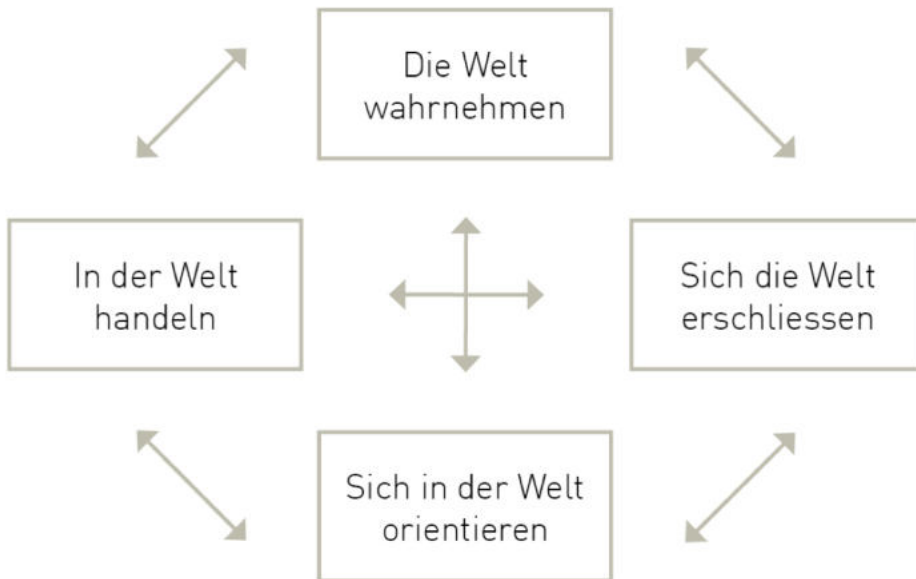 Die Welt
wahrnehmen
In der Welt
handeln
Sich die Welt
erschliessen
Sich in der Welt
orientieren